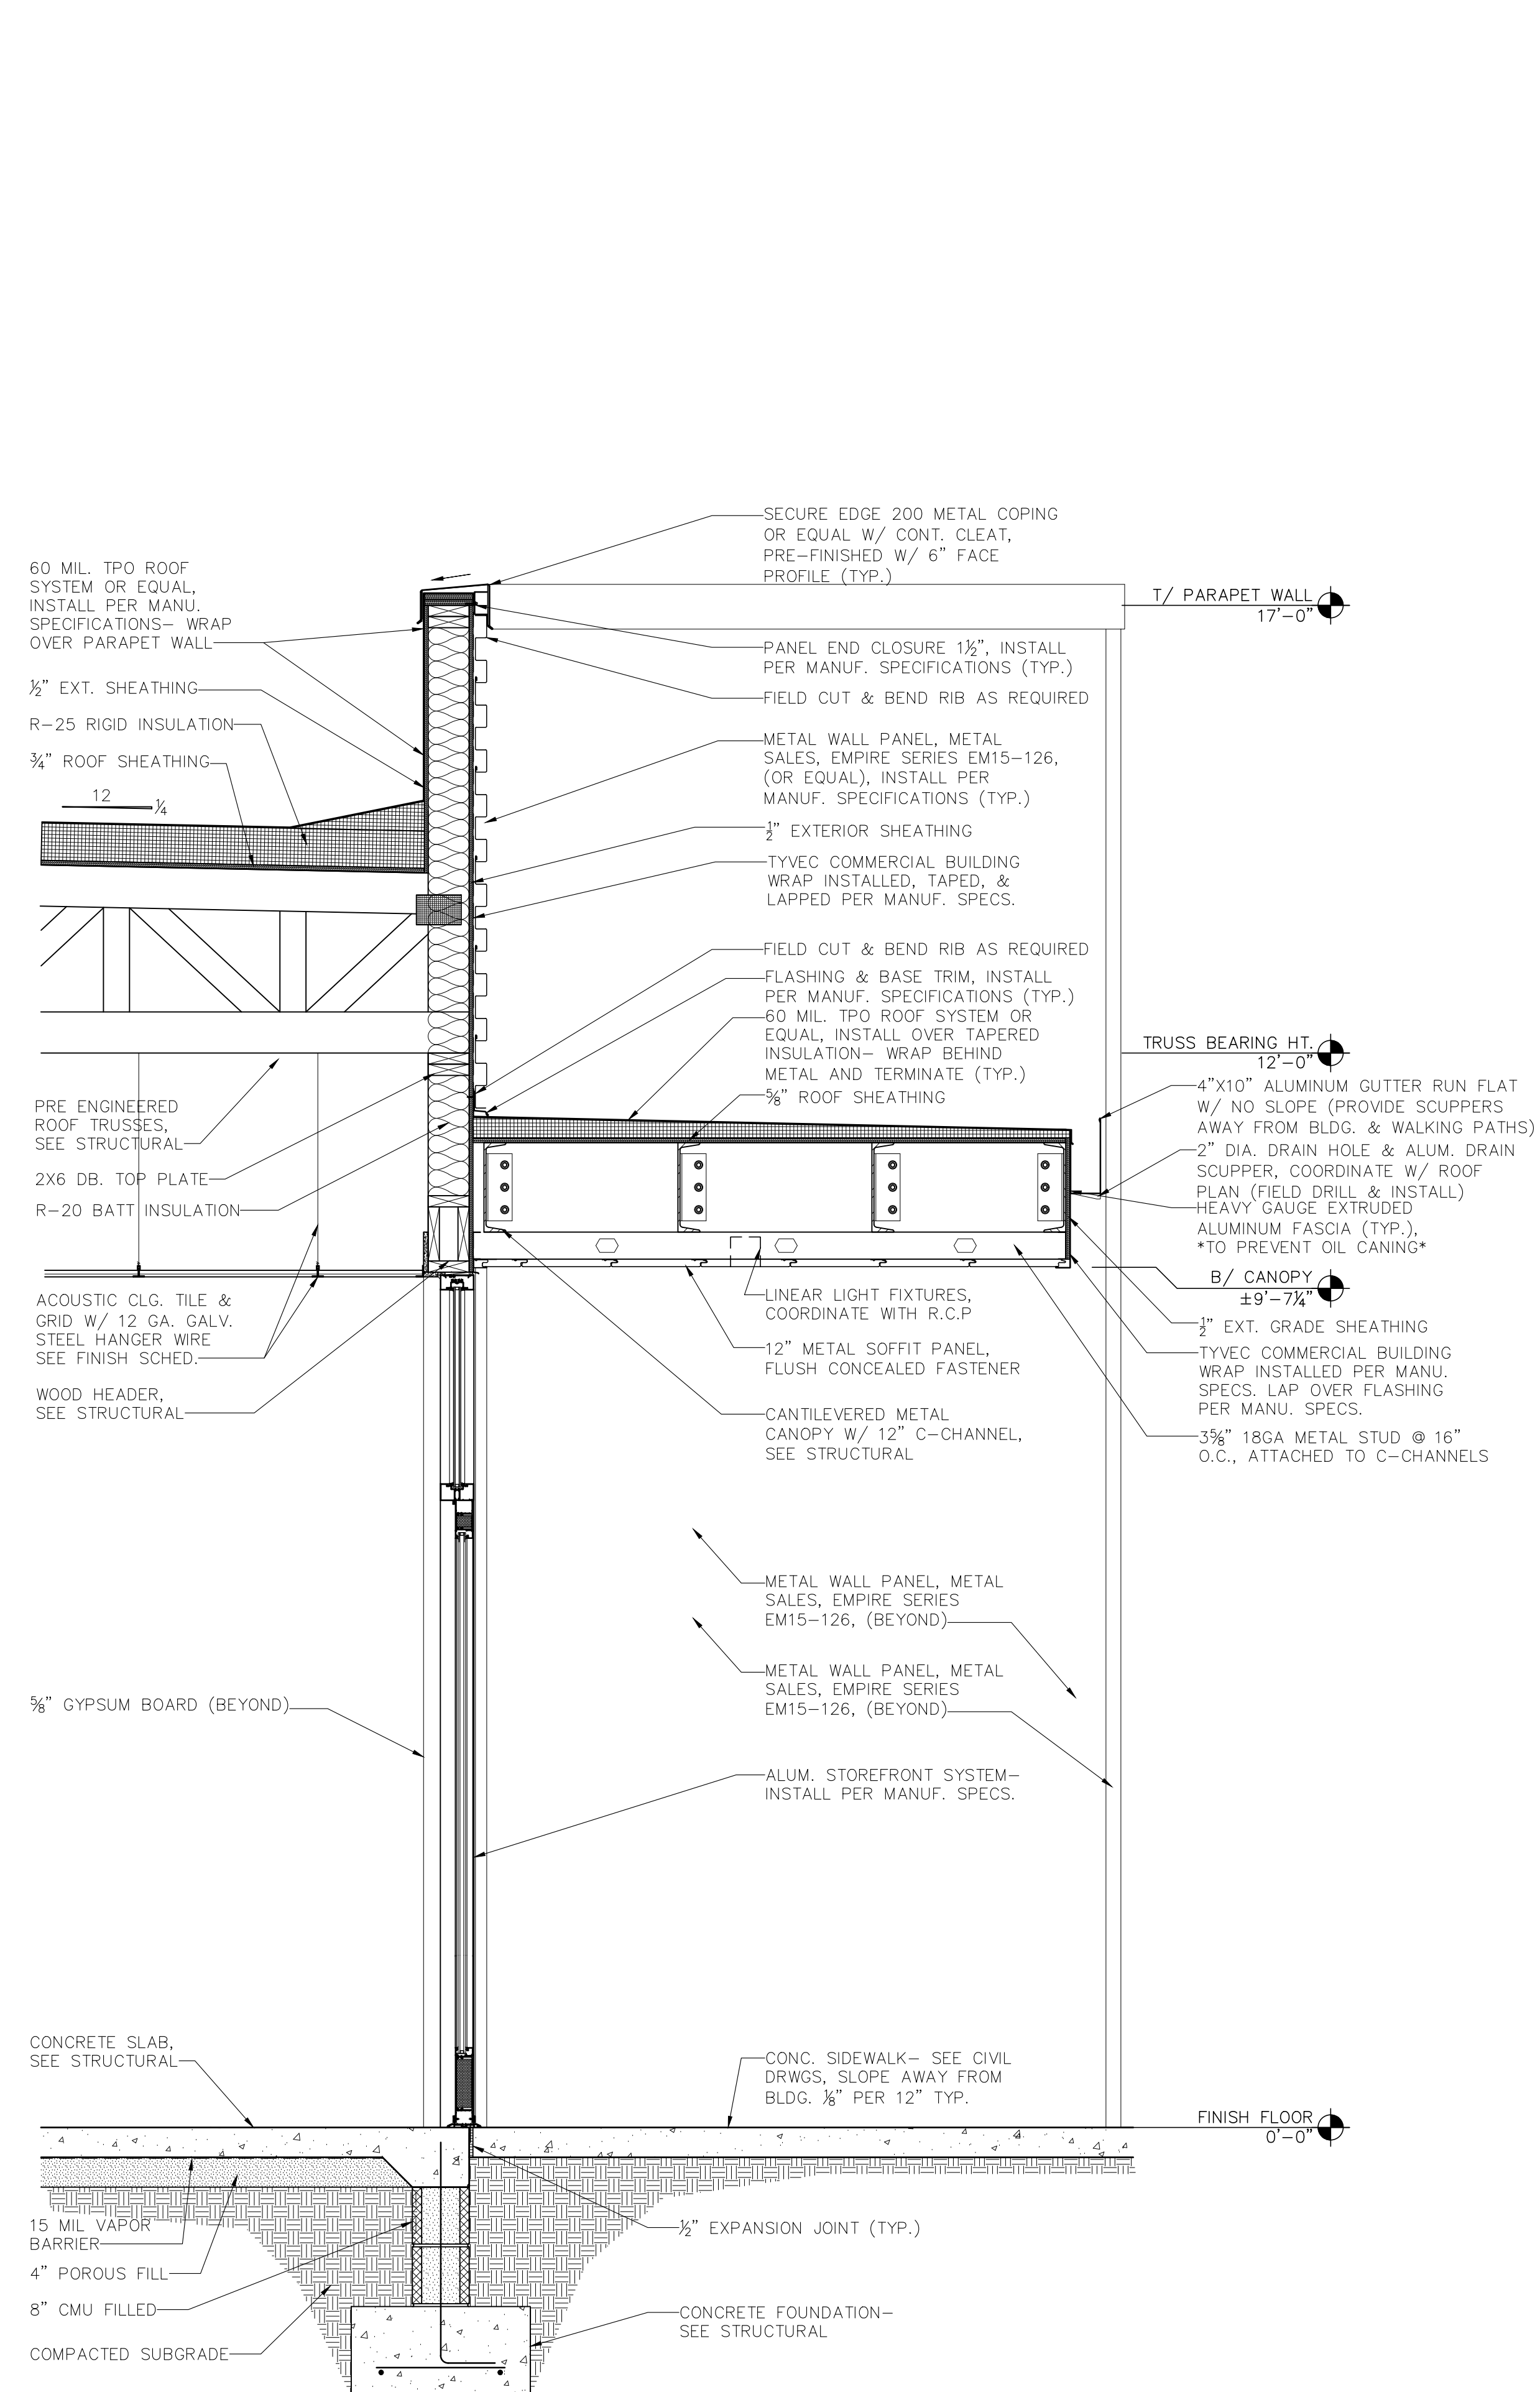 SECURE EDGE 200 METAL COPING
OR EQUAL W/ CONT. CLEAT,
PRE-FINISHED W/ 6" FACE
PROFILE (TYP.)
60 MIL. TPO ROOF
SYSTEM OR EQUAL,
INSTALL PER MANU.
SPECIFICATIONS- WRAP
OVER PARAPET WALL
T/ PARAPET WALL
17'-0"
PANEL END CLOSURE 1½", INSTALL
PER MANUF. SPECIFICATIONS (TYP.)
½" EXT. SHEATHING
FIELD CUT & BEND RIB AS REQUIRED
R-25 RIGID INSULATION
¾" ROOF SHEATHING
METAL WALL PANEL, METAL
SALES, EMPIRE SERIES EM15-126,
(OR EQUAL), INSTALL PER
MANUF. SPECIFICATIONS (TYP.)
12
¼
½" EXTERIOR SHEATHING
TYVEC COMMERCIAL BUILDING
WRAP INSTALLED, TAPED, &
LAPPED PER MANUF. SPECS.
FIELD CUT & BEND RIB AS REQUIRED
FLASHING & BASE TRIM, INSTALL
PER MANUF. SPECIFICATIONS (TYP.)
60 MIL. TPO ROOF SYSTEM OR
EQUAL, INSTALL OVER TAPERED
INSULATION- WRAP BEHIND
METAL AND TERMINATE (TYP.)
⅝" ROOF SHEATHING
TRUSS BEARING HT.
12'-0"
4"X10" ALUMINUM GUTTER RUN FLAT
W/ NO SLOPE (PROVIDE SCUPPERS
AWAY FROM BLDG. & WALKING PATHS)
2" DIA. DRAIN HOLE & ALUM. DRAIN
SCUPPER, COORDINATE W/ ROOF
PLAN (FIELD DRILL & INSTALL)
HEAVY GAUGE EXTRUDED
ALUMINUM FASCIA (TYP.),
*TO PREVENT OIL CANING*
PRE ENGINEERED
ROOF TRUSSES,
SEE STRUCTURAL
2X6 DB. TOP PLATE
R-20 BATT INSULATION
B/ CANOPY
±9'-7¼"
ACOUSTIC CLG. TILE &
GRID W/ 12 GA. GALV.
STEEL HANGER WIRE
SEE FINISH SCHED.
LINEAR LIGHT FIXTURES,
COORDINATE WITH R.C.P
½" EXT. GRADE SHEATHING
12" METAL SOFFIT PANEL,
FLUSH CONCEALED FASTENER
TYVEC COMMERCIAL BUILDING
WRAP INSTALLED PER MANU.
SPECS. LAP OVER FLASHING
PER MANU. SPECS.
WOOD HEADER,
SEE STRUCTURAL
CANTILEVERED METAL
CANOPY W/ 12" C-CHANNEL,
SEE STRUCTURAL
3⅝" 18GA METAL STUD @ 16"
O.C., ATTACHED TO C-CHANNELS
METAL WALL PANEL, METAL
SALES, EMPIRE SERIES
EM15-126, (BEYOND)
METAL WALL PANEL, METAL
SALES, EMPIRE SERIES
EM15-126, (BEYOND)
⅝" GYPSUM BOARD (BEYOND)
ALUM. STOREFRONT SYSTEM-
INSTALL PER MANUF. SPECS.
CONCRETE SLAB,
SEE STRUCTURAL
CONC. SIDEWALK- SEE CIVIL
DRWGS, SLOPE AWAY FROM
BLDG. ⅛" PER 12" TYP.
FINISH FLOOR
0'-0"
15 MIL VAPOR
BARRIER
½" EXPANSION JOINT (TYP.)
4" POROUS FILL
8" CMU FILLED
CONCRETE FOUNDATION-
SEE STRUCTURAL
COMPACTED SUBGRADE